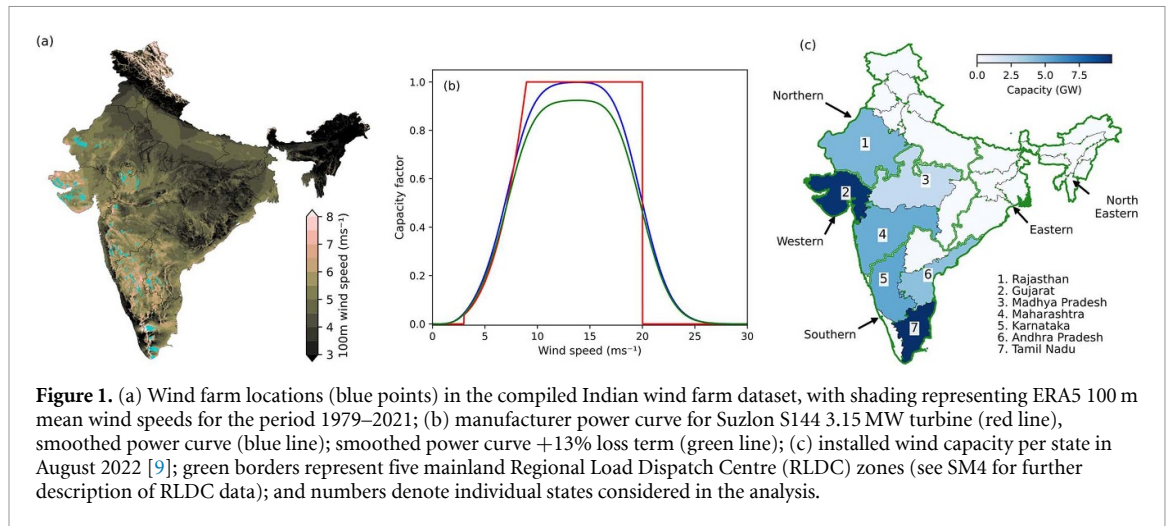 (a)
8
7
6
5
4
3
100m wind speed (ms⁻¹)
(b)
1.0
0.8
0.6
0.4
0.2
0.0
Capacity factor
0 5 10 15 20 25 30
Wind speed (ms⁻¹)
(c)
0.0 2.5 5.0 7.5
Capacity (GW)
Northern
1
2
3
4
5
6
7
Western
Southern
Eastern
North
Eastern
1. Rajasthan
2. Gujarat
3. Madhya Pradesh
4. Maharashtra
5. Karnataka
6. Andhra Pradesh
7. Tamil Nadu
Figure 1. (a) Wind farm locations (blue points) in the compiled Indian wind farm dataset, with shading representing ERA5 100 m
mean wind speeds for the period 1979–2021; (b) manufacturer power curve for Suzlon S144 3.15 MW turbine (red line),
smoothed power curve (blue line); smoothed power curve +13% loss term (green line); (c) installed wind capacity per state in
August 2022 [9]; green borders represent five mainland Regional Load Dispatch Centre (RLDC) zones (see SM4 for further
description of RLDC data); and numbers denote individual states considered in the analysis.